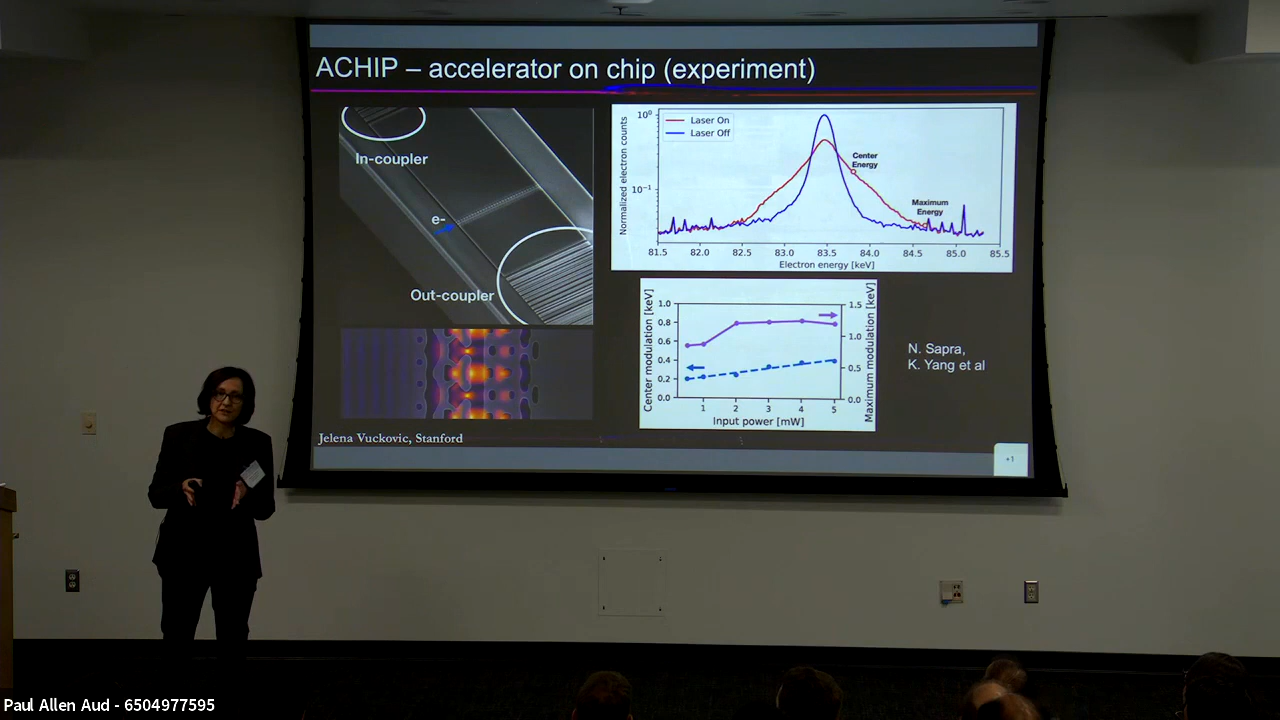 ACHIP – accelerator on chip (experiment)
In-coupler
e-
Out-coupler
Normalized electron counts
10⁰
10⁻¹
Laser On
Laser Off
Center
Energy
Maximum
Energy
81.5 82.0 82.5 83.0 83.5 84.0 84.5 85.0 85.5
Electron energy [keV]
Center modulation [keV]
1.0
0.8
0.6
0.4
0.2
0.0
1.5
1.0
0.5
0.0
Maximum modulation [keV]
1 2 3 4 5
Input power [mW]
N. Sapra,
K. Yang et al
Jelena Vuckovic, Stanford
+1
Paul Allen Aud - 6504977595